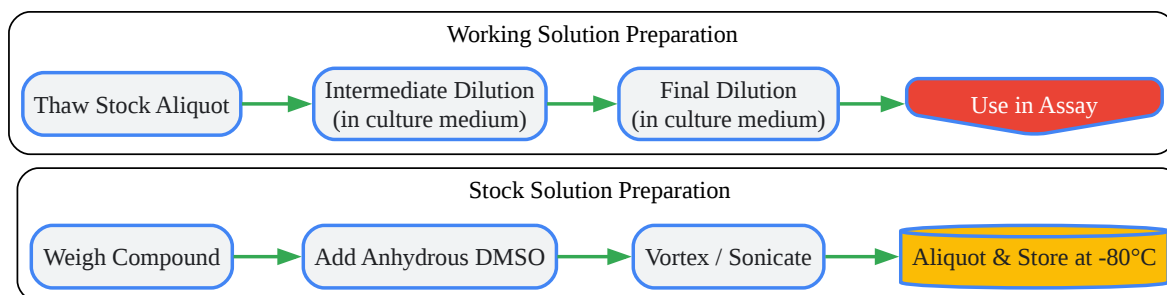 Working Solution Preparation
Thaw Stock Aliquot
Intermediate Dilution
(in culture medium)
Final Dilution
(in culture medium)
Use in Assay
Stock Solution Preparation
Weigh Compound
Add Anhydrous DMSO
Vortex / Sonicate
Aliquot & Store at -80°C